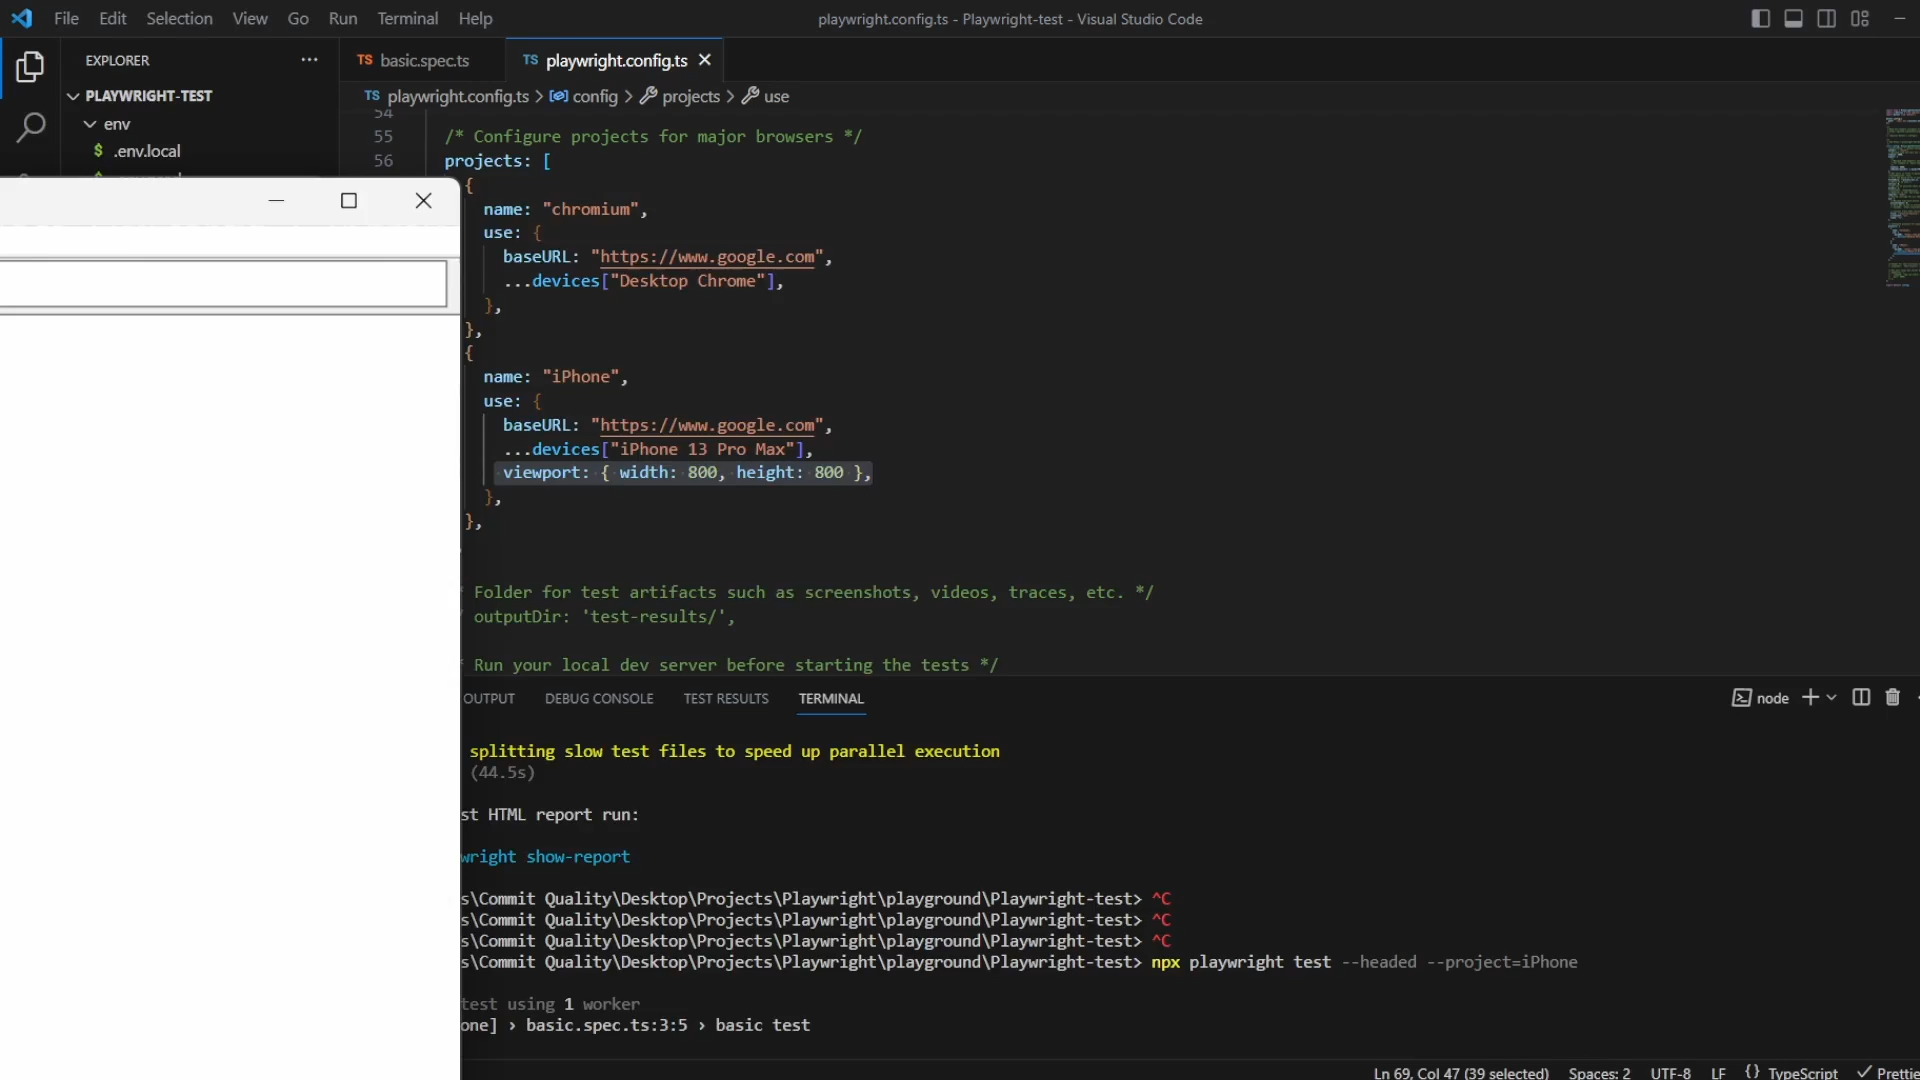 File Edit Selection View Go Run Terminal Help
playwright.config.ts - Playwright-test - Visual Studio Code
EXPLORER
PLAYWRIGHT-TEST
env
$ .env.local
TS basic.spec.ts
TS playwright.config.ts
TS playwright.config.ts > config > projects > use
54
55 /* Configure projects for major browsers */
56 projects: [
{
name: "chromium",
use: {
baseURL: "https://www.google.com",
...devices["Desktop Chrome"],
},
},
{
name: "iPhone",
use: {
baseURL: "https://www.google.com",
...devices["iPhone 13 Pro Max"],
viewport: { width: 800, height: 800 },
},
},
Folder for test artifacts such as screenshots, videos, traces, etc. */
outputDir: 'test-results/',
Run your local dev server before starting the tests */
OUTPUT DEBUG CONSOLE TEST RESULTS TERMINAL
node
splitting slow test files to speed up parallel execution
(44.5s)
st HTML report run:
wright show-report
s\Commit Quality\Desktop\Projects\Playwright\playground\Playwright-test> ^C
s\Commit Quality\Desktop\Projects\Playwright\playground\Playwright-test> ^C
s\Commit Quality\Desktop\Projects\Playwright\playground\Playwright-test> ^C
s\Commit Quality\Desktop\Projects\Playwright\playground\Playwright-test> npx playwright test --headed --project=iPhone
test using 1 worker
one] › basic.spec.ts:3:5 › basic test
Ln 69, Col 47 (39 selected) Spaces: 2 UTF-8 LF {} TypeScript Prettie